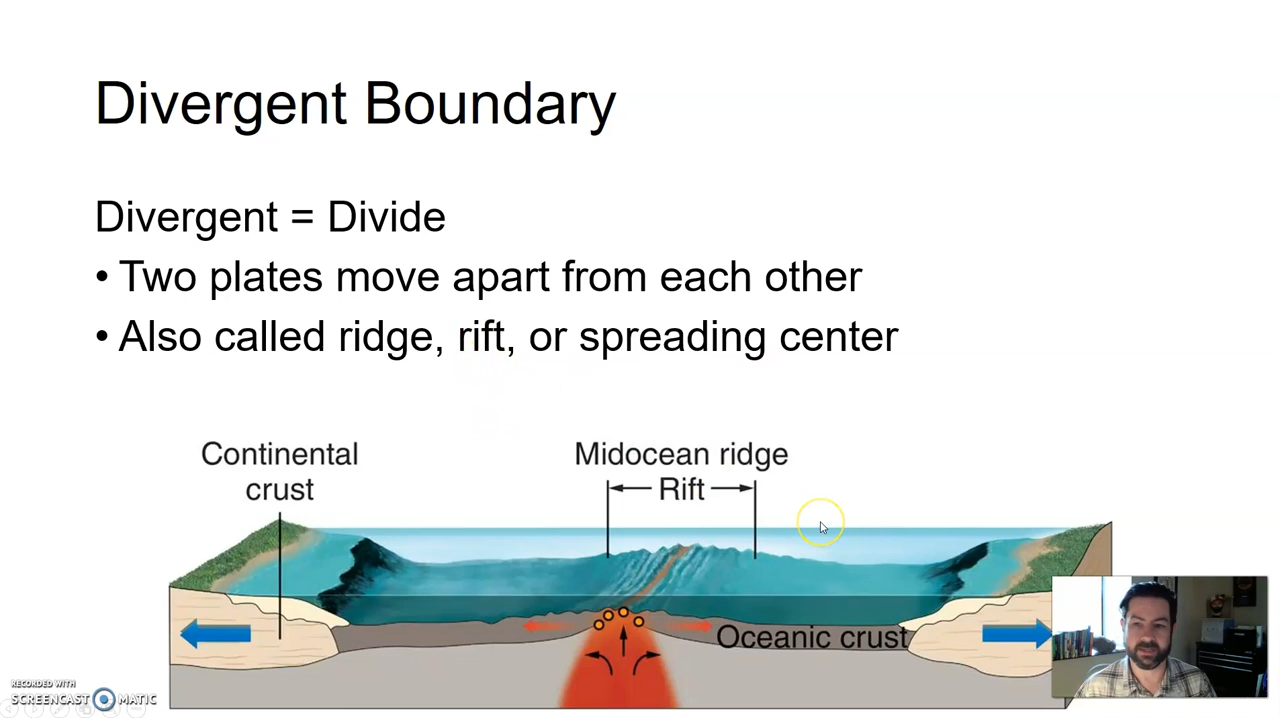 Divergent Boundary
Divergent = Divide
• Two plates move apart from each other
• Also called ridge, rift, or spreading center
Continental
crust
Midocean ridge
Rift
Oceanic crust
RECORDED WITH
SCREENCAST MATIC